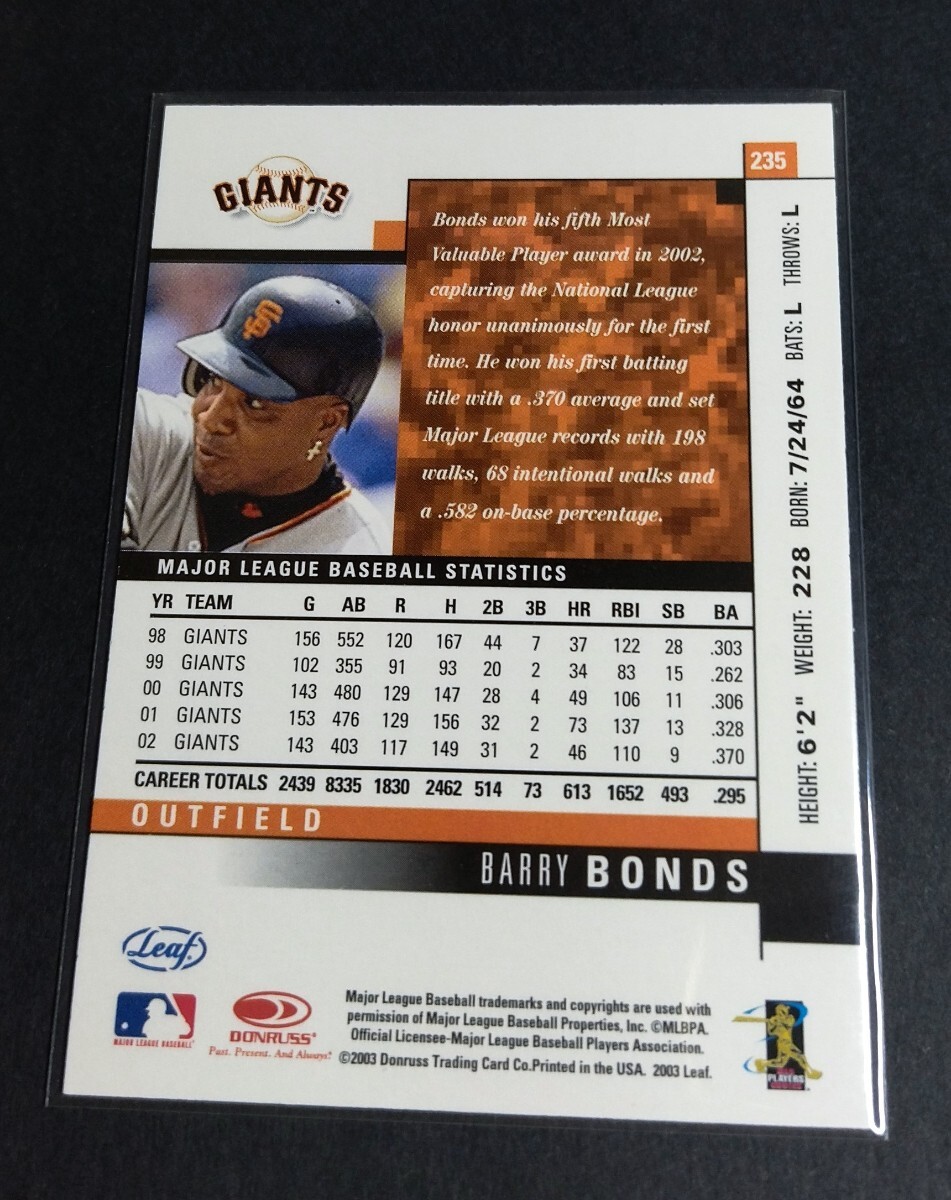 235
GIANTS
Bonds won his fifth Most
Valuable Player award in 2002,
capturing the National League
honor unanimously for the first
time. He won his first batting
title with a .370 average and set
Major League records with 198
walks, 68 intentional walks and
a .582 on-base percentage.
HEIGHT: 6'2" WEIGHT: 228 BORN: 7/24/64 BATS: L THROWS: L
SF
MAJOR LEAGUE BASEBALL STATISTICS
YR TEAM G AB R H 2B 3B HR RBI SB BA
98 GIANTS 156 552 120 167 44 7 37 122 28 .303
99 GIANTS 102 355 91 93 20 2 34 83 15 .262
00 GIANTS 143 480 129 147 28 4 49 106 11 .306
01 GIANTS 153 476 129 156 32 2 73 137 13 .328
02 GIANTS 143 403 117 149 31 2 46 110 9 .370
CAREER TOTALS 2439 8335 1830 2462 514 73 613 1652 493 .295
OUTFIELD
BARRY BONDS
Leaf
MAJOR LEAGUE BASEBALL
DONRUSS
Past. Present. And Always!
Major League Baseball trademarks and copyrights are used with
permission of Major League Baseball Properties, Inc. ©MLBPA.
Official Licensee-Major League Baseball Players Association.
©2003 Donruss Trading Card Co.Printed in the USA. 2003 Leaf.
PLAYERS